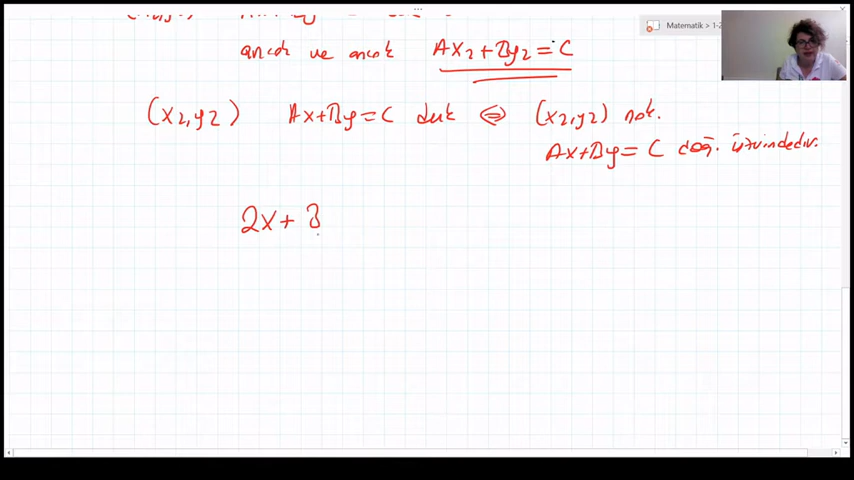 Matematik > 1-2
ancak ve ancak Ax₂+By₂=C
(x₂,y₂) Ax+By=C denk ⇔ (x₂,y₂) nok.
Ax+By=C doğ. üzerindedir.
2x+3